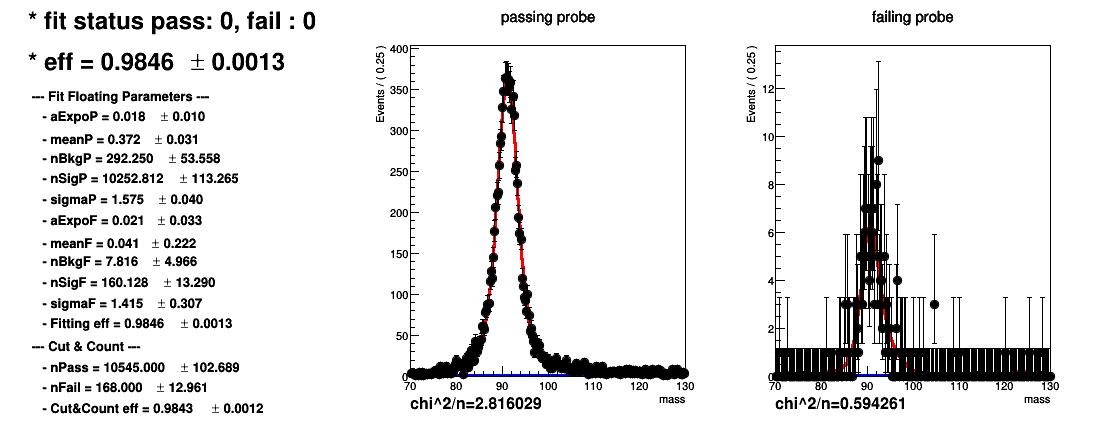 * fit status pass: 0, fail : 0
* eff = 0.9846 ± 0.0013
--- Fit Floating Parameters ---
- aExpoP = 0.018 ± 0.010
- meanP = 0.372 ± 0.031
- nBkgP = 292.250 ± 53.558
- nSigP = 10252.812 ± 113.265
- sigmaP = 1.575 ± 0.040
- aExpoF = 0.021 ± 0.033
- meanF = 0.041 ± 0.222
- nBkgF = 7.816 ± 4.966
- nSigF = 160.128 ± 13.290
- sigmaF = 1.415 ± 0.307
- Fitting eff = 0.9846 ± 0.0013
--- Cut & Count ---
- nPass = 10545.000 ± 102.689
- nFail = 168.000 ± 12.961
- Cut&Count eff = 0.9843 ± 0.0012
passing probe
Events / ( 0.25 )
400
350
300
250
200
150
100
50
0
70 80 90 100 110 120 130
mass
chi^2/n=2.816029
failing probe
Events / ( 0.25 )
12
10
8
6
4
2
0
70 80 90 100 110 120 130
mass
chi^2/n=0.594261